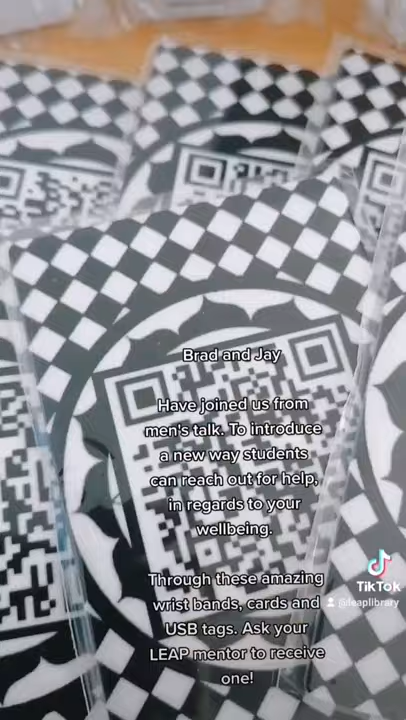 Brad and Jay
Have joined us from
men's talk. To introduce
a new way students
can reach out for help,
in regards to your
wellbeing.
Through these amazing
wrist bands, cards and
USB tags. Ask your
LEAP mentor to receive
one!
TikTok
@leaplibrary